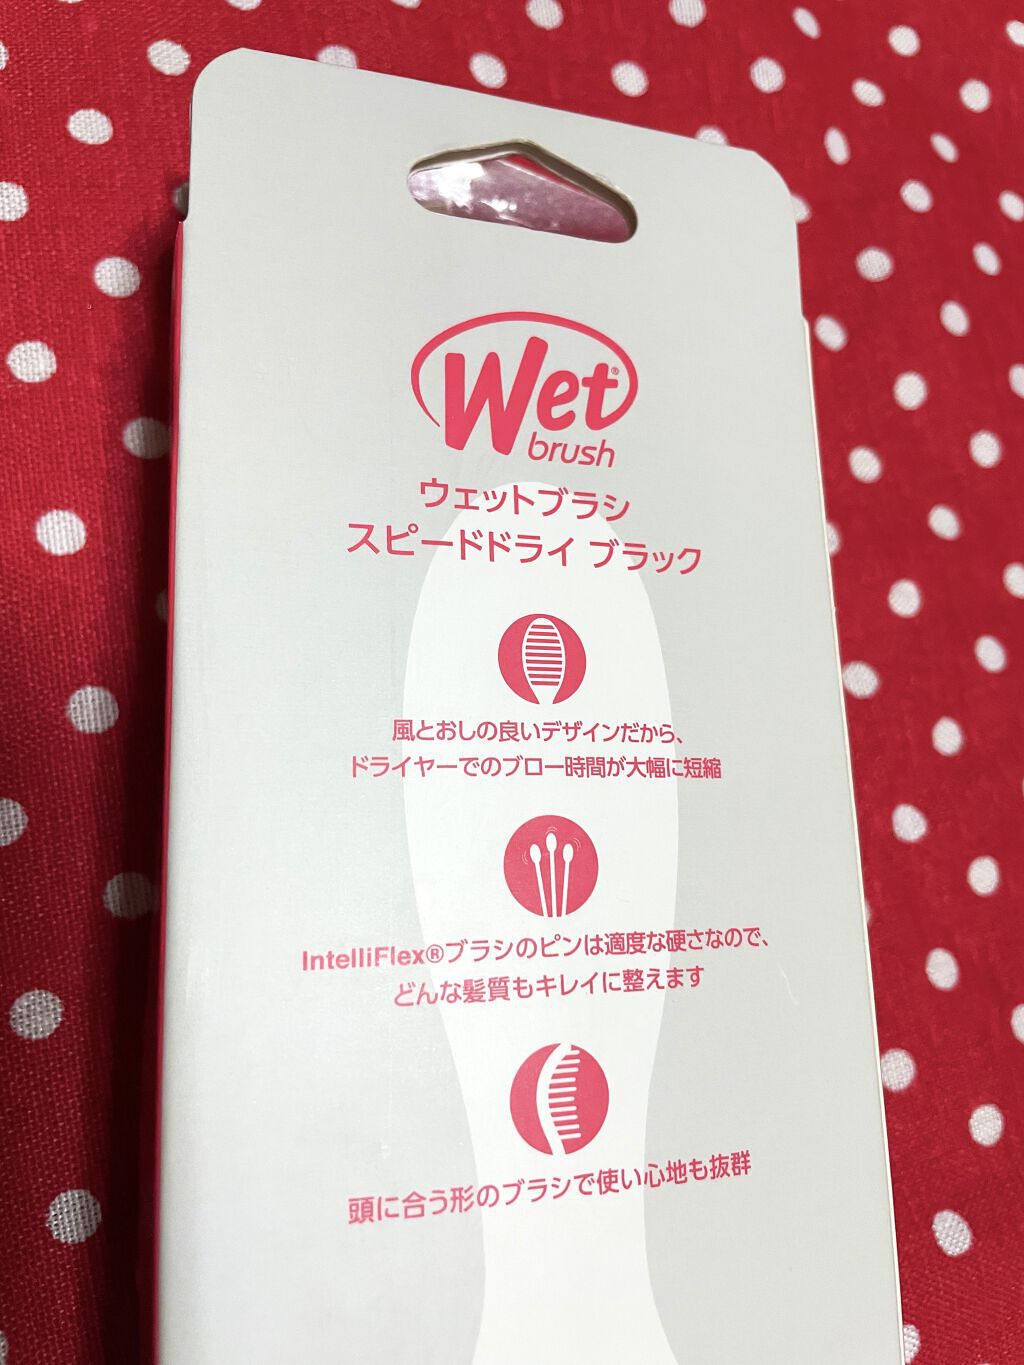 Wet®
brush
ウェットブラシ
スピードドライ ブラック
風とおしの良いデザインだから、
ドライヤーでのブロー時間が大幅に短縮
IntelliFlex®ブラシのピンは適度な硬さなので、
どんな髪質もキレイに整えます
頭に合う形のブラシで使い心地も抜群